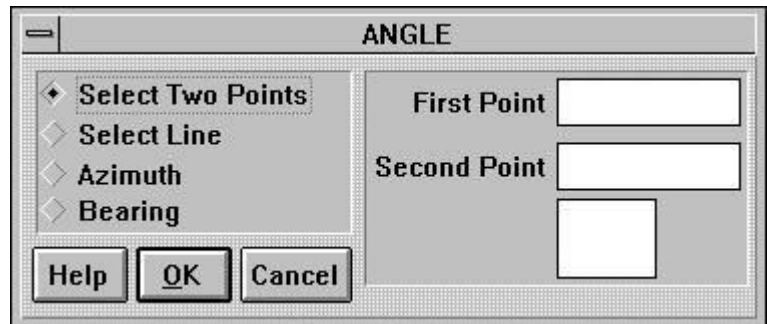 ANGLE
Select Two Points
Select Line
Azimuth
Bearing
First Point
Second Point
Help
OK
Cancel